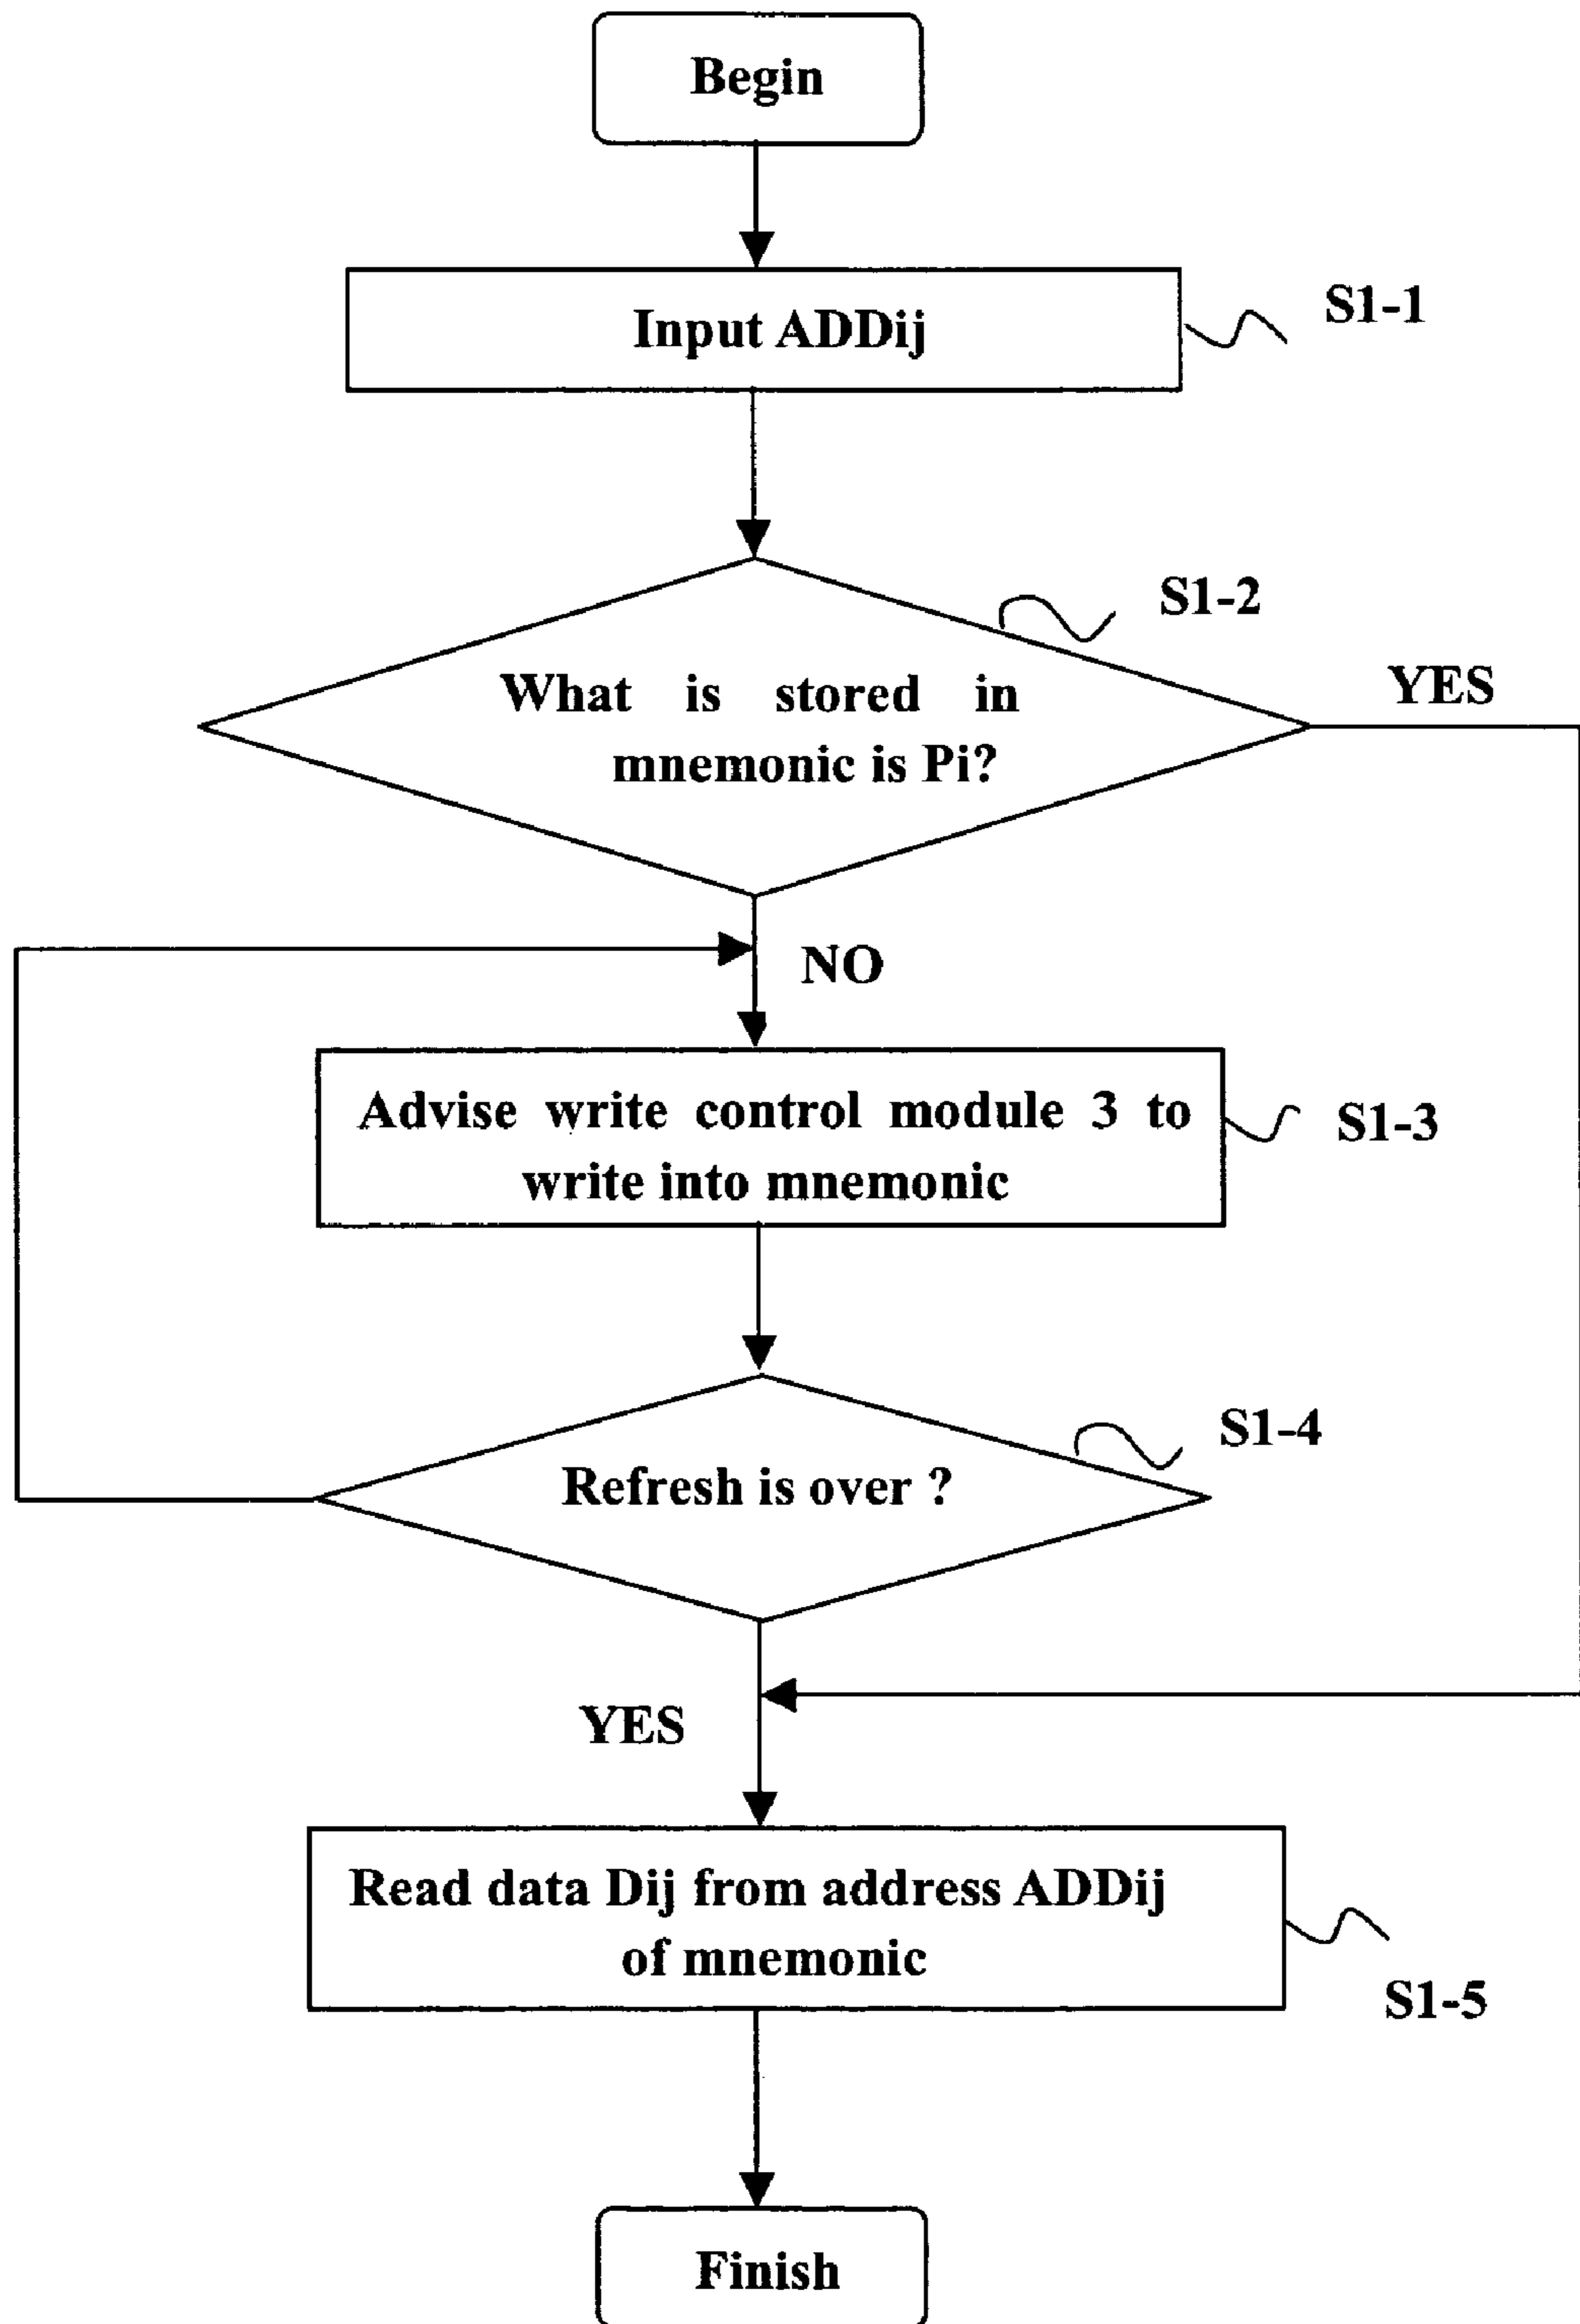 Begin
Input ADDij
S1-1
S1-2
What is stored in
mnemonic is Pi?
YES
NO
Advise write control module 3 to
write into mnemonic
S1-3
S1-4
Refresh is over ?
YES
Read data Dij from address ADDij
of mnemonic
S1-5
Finish